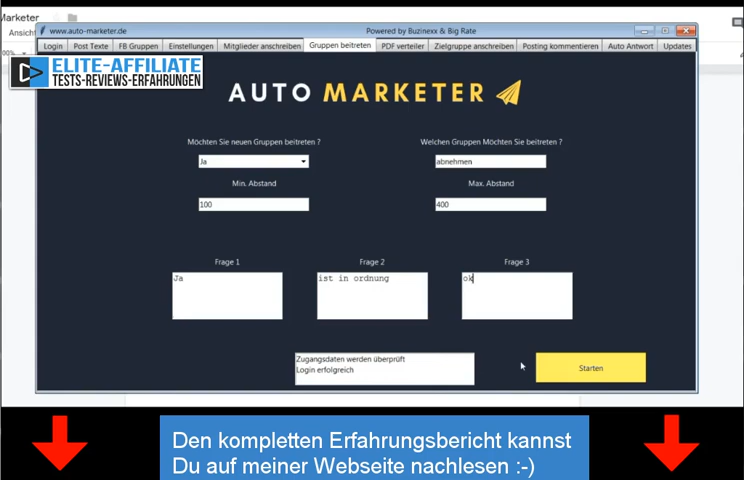 Marketer
Ansicht
www.auto-marketer.de
Powered by Buzinexx & Big Rate
Login Post Texte FB Gruppen Einstellungen Mitglieder anschreiben Gruppen beitreten PDF verteiler Zielgruppe anschreiben Posting kommentieren Auto Antwort Updates
ELITE-AFFILIATE
TESTS-REVIEWS-ERFAHRUNGEN
AUTO MARKETER
Möchten Sie neuen Gruppen beitreten ?
Welchen Gruppen Möchten Sie beitreten ?
Ja
abnehmen
Min. Abstand
Max. Abstand
100
400
Frage 1
Frage 2
Frage 3
Ja
ist in ordnung
ok
Zugangsdaten werden überprüft
Login erfolgreich
Starten
Den kompletten Erfahrungsbericht kannst
Du auf meiner Webseite nachlesen :-)